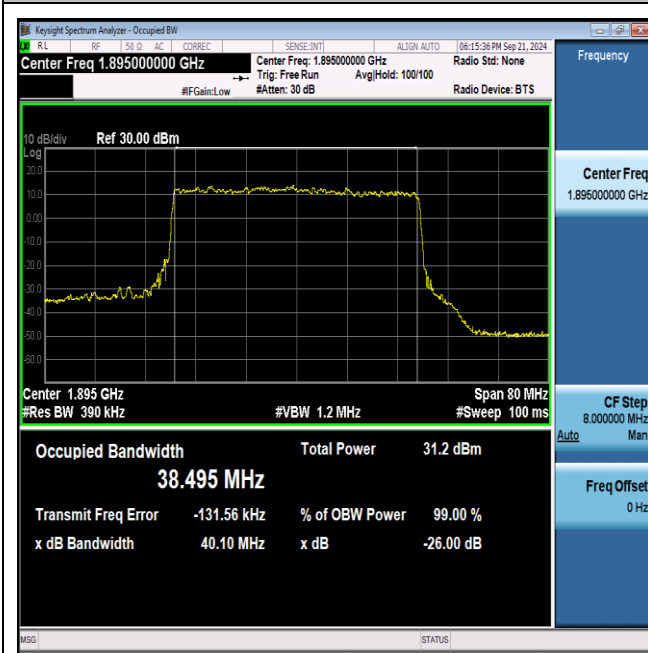 Keysight Spectrum Analyzer - Occupied BW
RL RF 50 Ω AC CORREC SENSE:INT ALIGN AUTO 06:15:36 PM Sep 21, 2024
Center Freq 1.895000000 GHz
Center Freq: 1.895000000 GHz Radio Std: None
Trig: Free Run Avg|Hold: 100/100
#IFGain:Low #Atten: 30 dB Radio Device: BTS
10 dB/div Ref 30.00 dBm
Log
20.0
10.0
0.00
-10.0
-20.0
-30.0
-40.0
-50.0
-60.0
Center 1.895 GHz Span 80 MHz
#Res BW 390 kHz #VBW 1.2 MHz #Sweep 100 ms
Occupied Bandwidth Total Power 31.2 dBm
38.495 MHz
Transmit Freq Error -131.56 kHz % of OBW Power 99.00 %
x dB Bandwidth 40.10 MHz x dB -26.00 dB
MSG STATUS
Frequency
Center Freq
1.895000000 GHz
CF Step
8.000000 MHz
Auto Man
Freq Offset
0 Hz